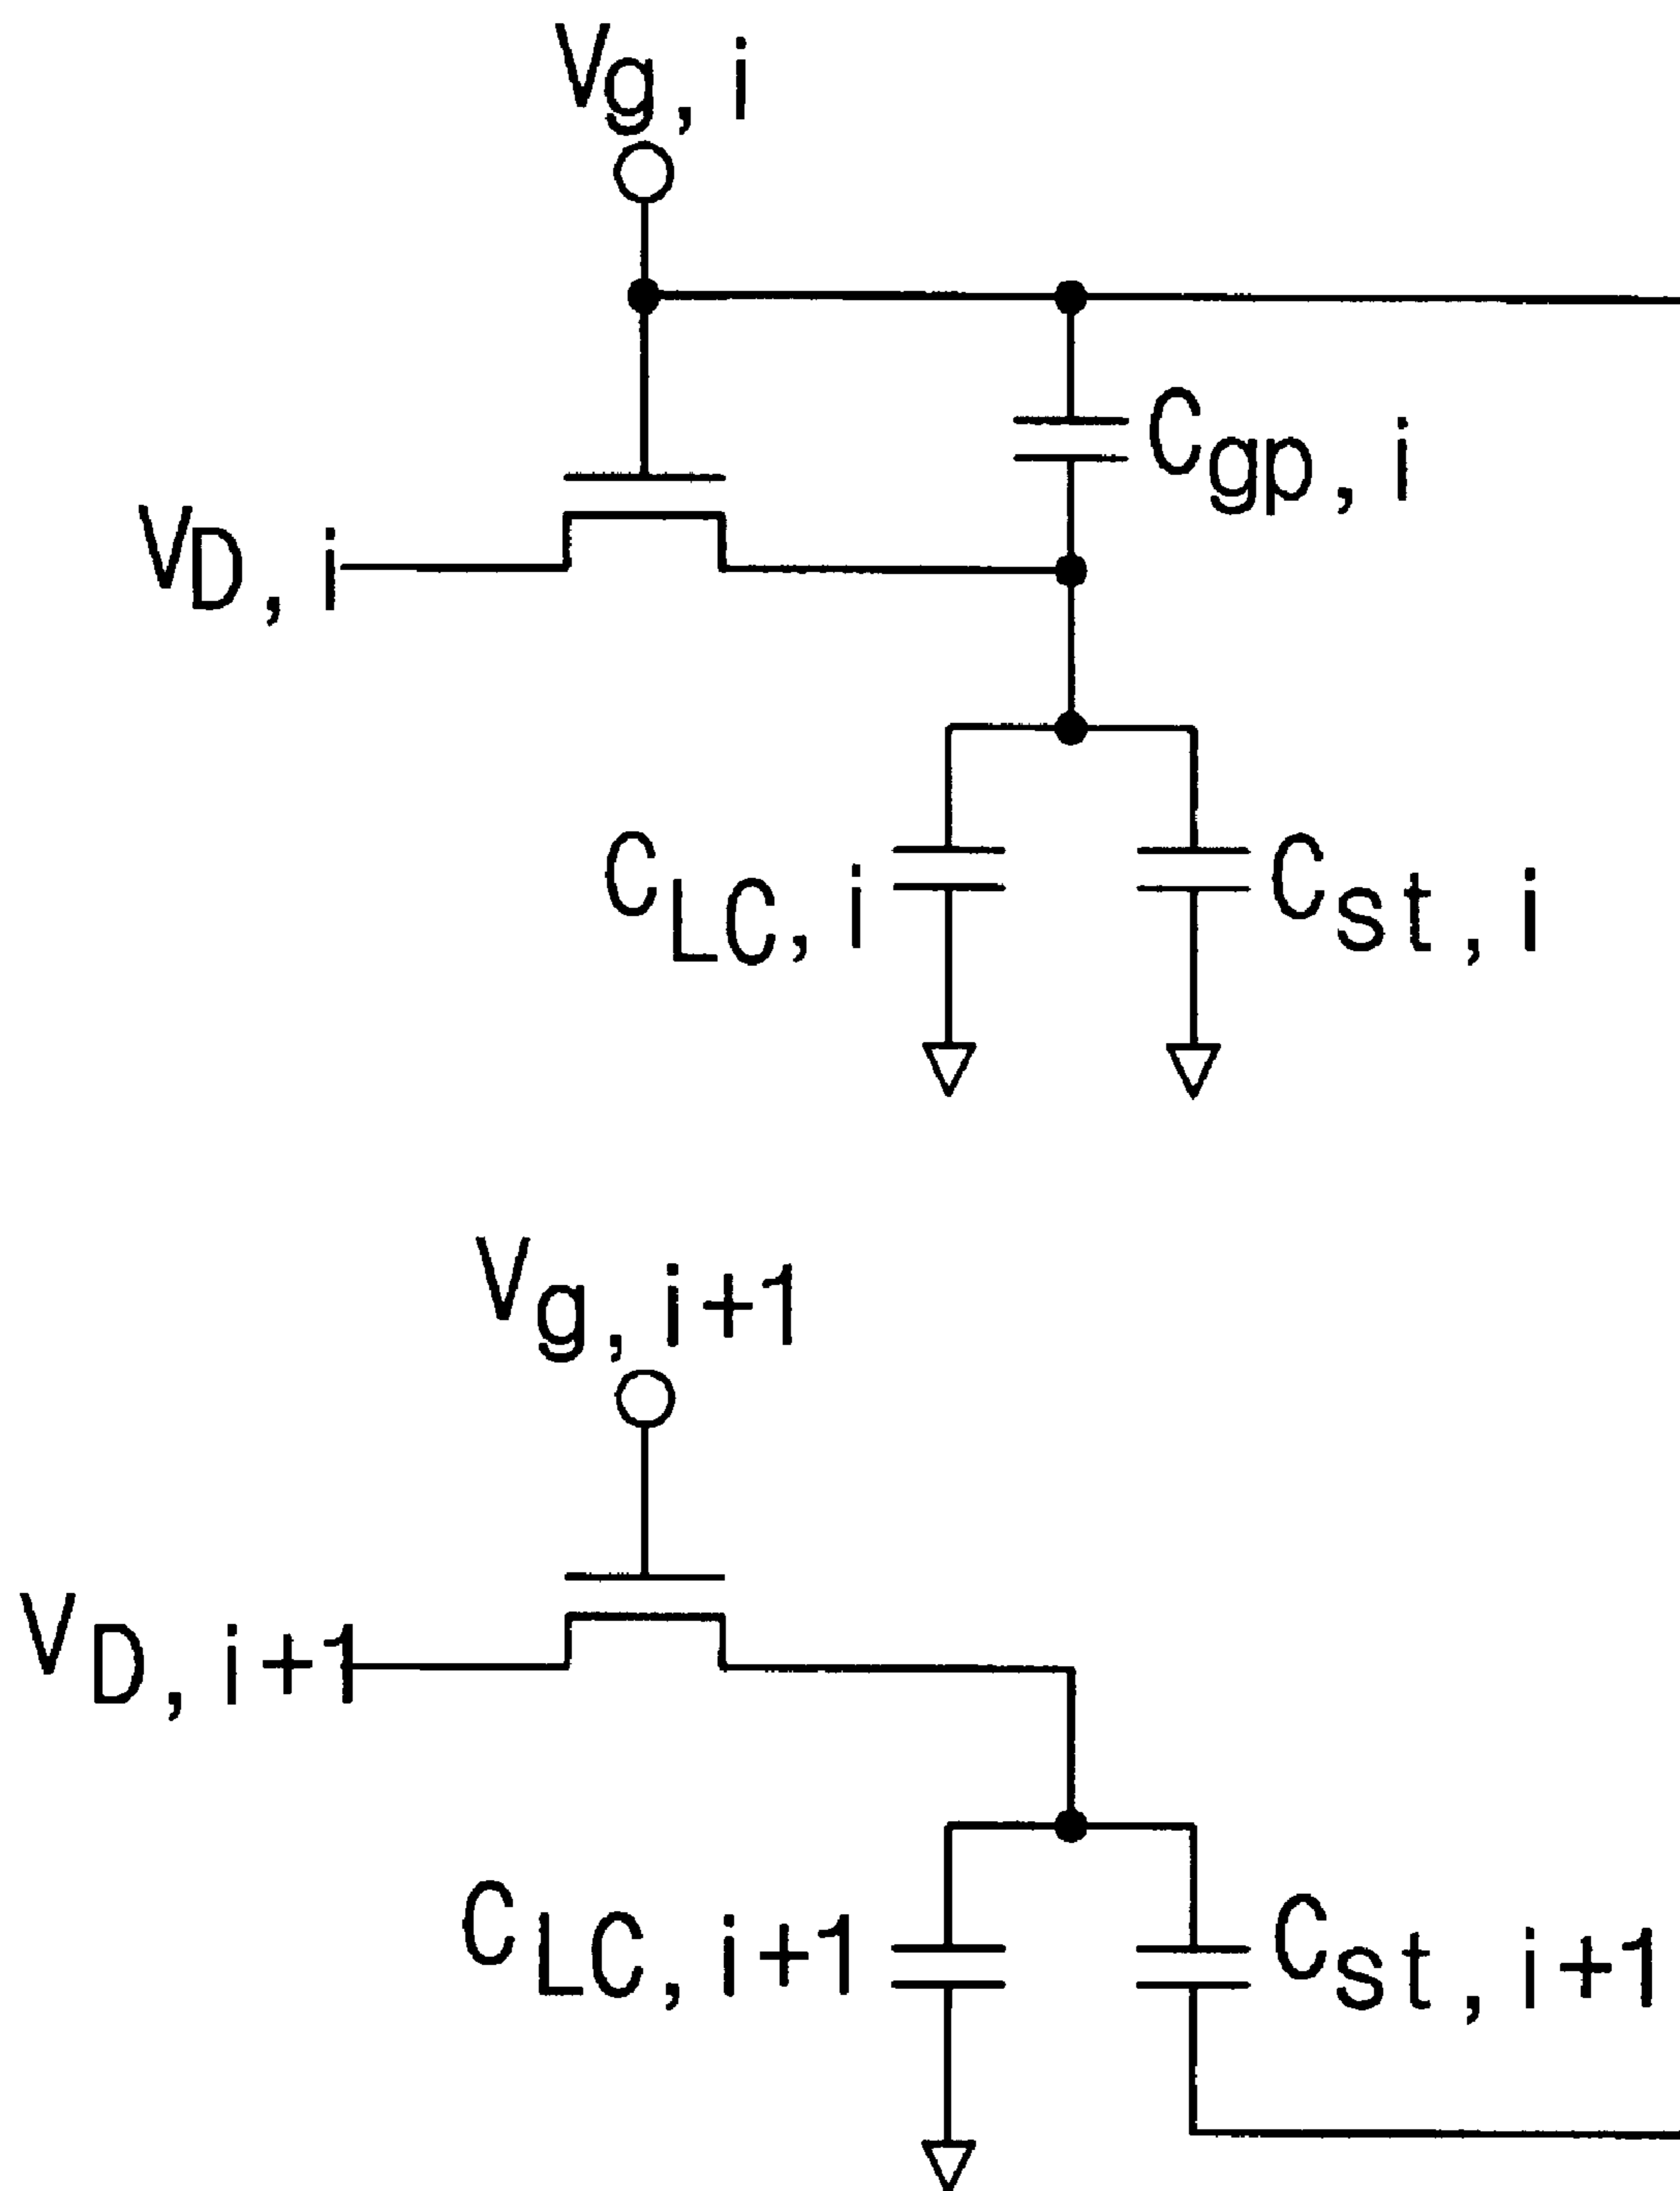 Vg, i
Cgp, i
VD, i
CLC, i
Cst, i
Vg, i+1
VD, i+1
CLC, i+1
Cst, i+1